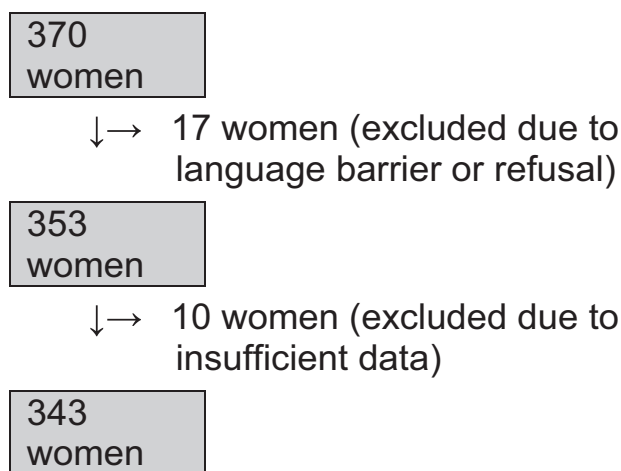 370
women
↓→ 17 women (excluded due to
language barrier or refusal)
353
women
↓→ 10 women (excluded due to
insufficient data)
343
women